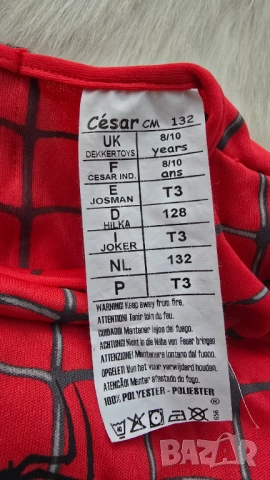 César CM 132
UK DEKKERTOYS 8/10 years
F CESAR IND. 8/10 ans
E JOSMAN T3
D HILKA 128
I JOKER T3
NL 132
P T3
WARNING! Keep away from fire.
ATTENTION! Tenir loin du feu.
CUIDADO! Mantener lejos del fuego.
ACHTUNG! Nicht in die Nähe von Feuer bringen
ATTENZIONE! Mantenere lontano dal fuoco.
OPGELET! Ver van vuur verwijderd houden.
ATENÇÃO! Manter longe do fogo.
100% POLYESTER - POLIESTER
bazar.bg